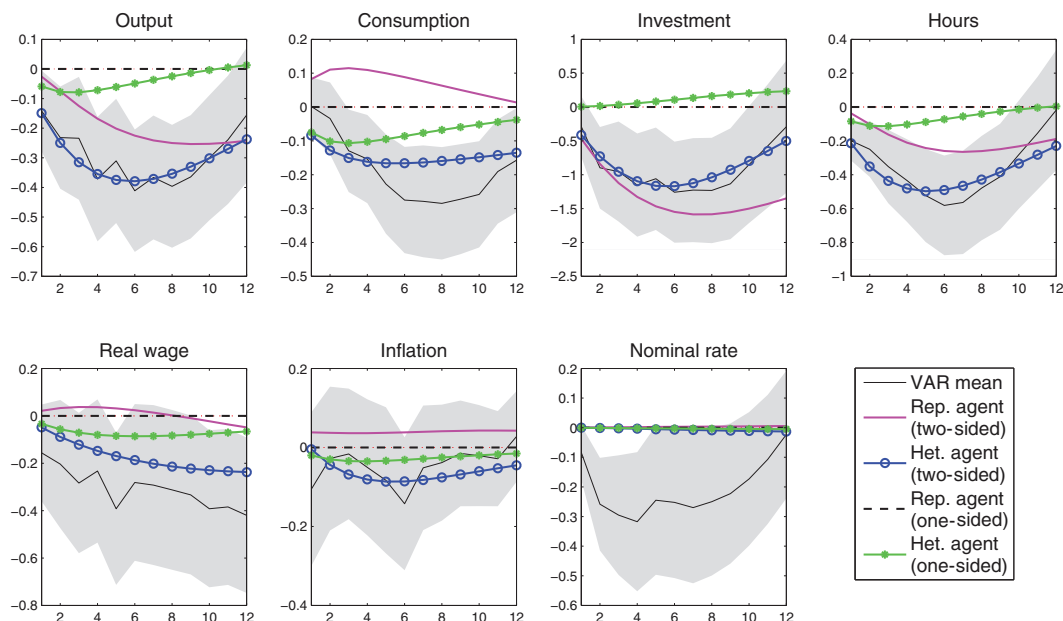 Output
0.1
0
−0.1
−0.2
−0.3
−0.4
−0.5
−0.6
−0.7
2 4 6 8 10 12
Consumption
0.2
0.1
0
−0.1
−0.2
−0.3
−0.4
−0.5
2 4 6 8 10 12
Investment
1
0.5
0
−0.5
−1
−1.5
−2
−2.5
2 4 6 8 10 12
Hours
0.4
0.2
0
−0.2
−0.4
−0.6
−0.8
−1
2 4 6 8 10 12
Real wage
0.2
0
−0.2
−0.4
−0.6
−0.8
2 4 6 8 10 12
Inflation
0.2
0
−0.2
−0.4
2 4 6 8 10 12
Nominal rate
0.2
0.1
0
−0.1
−0.2
−0.3
−0.4
−0.5
−0.6
2 4 6 8 10 12
VAR mean
Rep. agent
(two-sided)
Het. agent
(two-sided)
Rep. agent
(one-sided)
Het. agent
(one-sided)